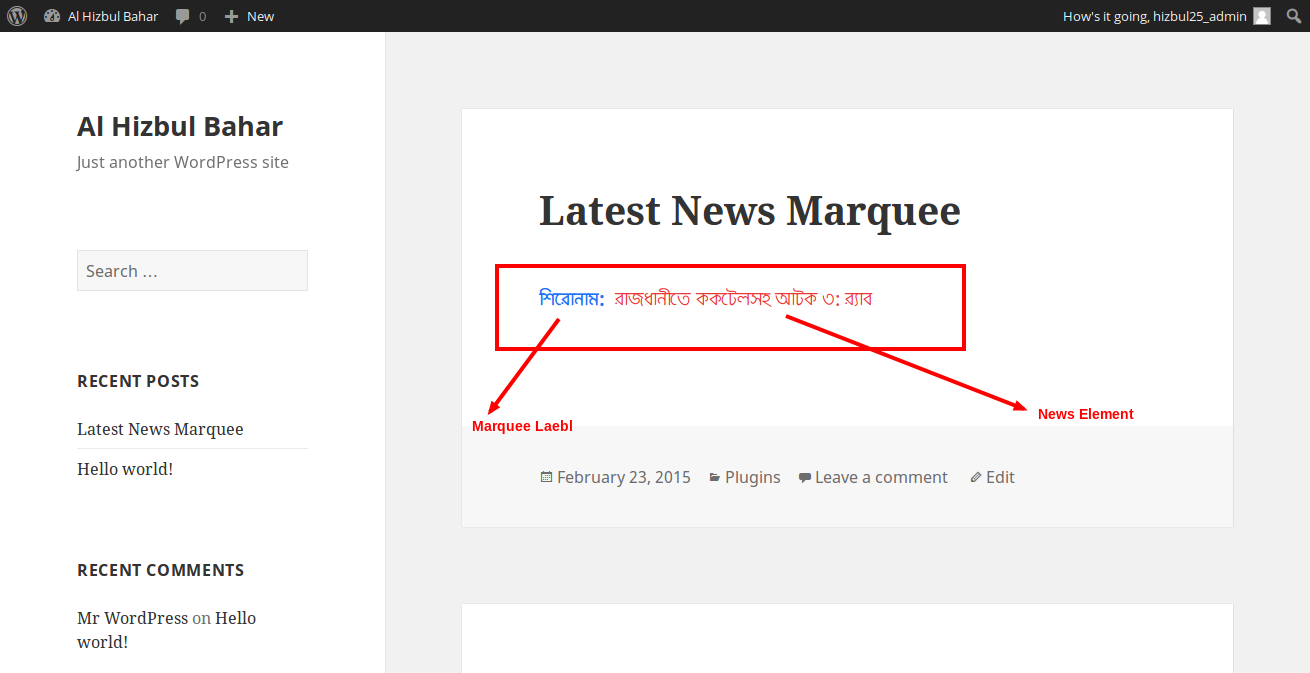 Al Hizbul Bahar 0 New How's it going, hizbul25_admin
Al Hizbul Bahar
Just another WordPress site
Search …
RECENT POSTS
Latest News Marquee
Hello world!
RECENT COMMENTS
Mr WordPress on Hello
world!
Latest News Marquee
শিরোনাম: রাজধানীতে ককটেলসহ আটক ৩: র‍্যাব
Marquee Laebl
News Element
February 23, 2015 Plugins Leave a comment Edit